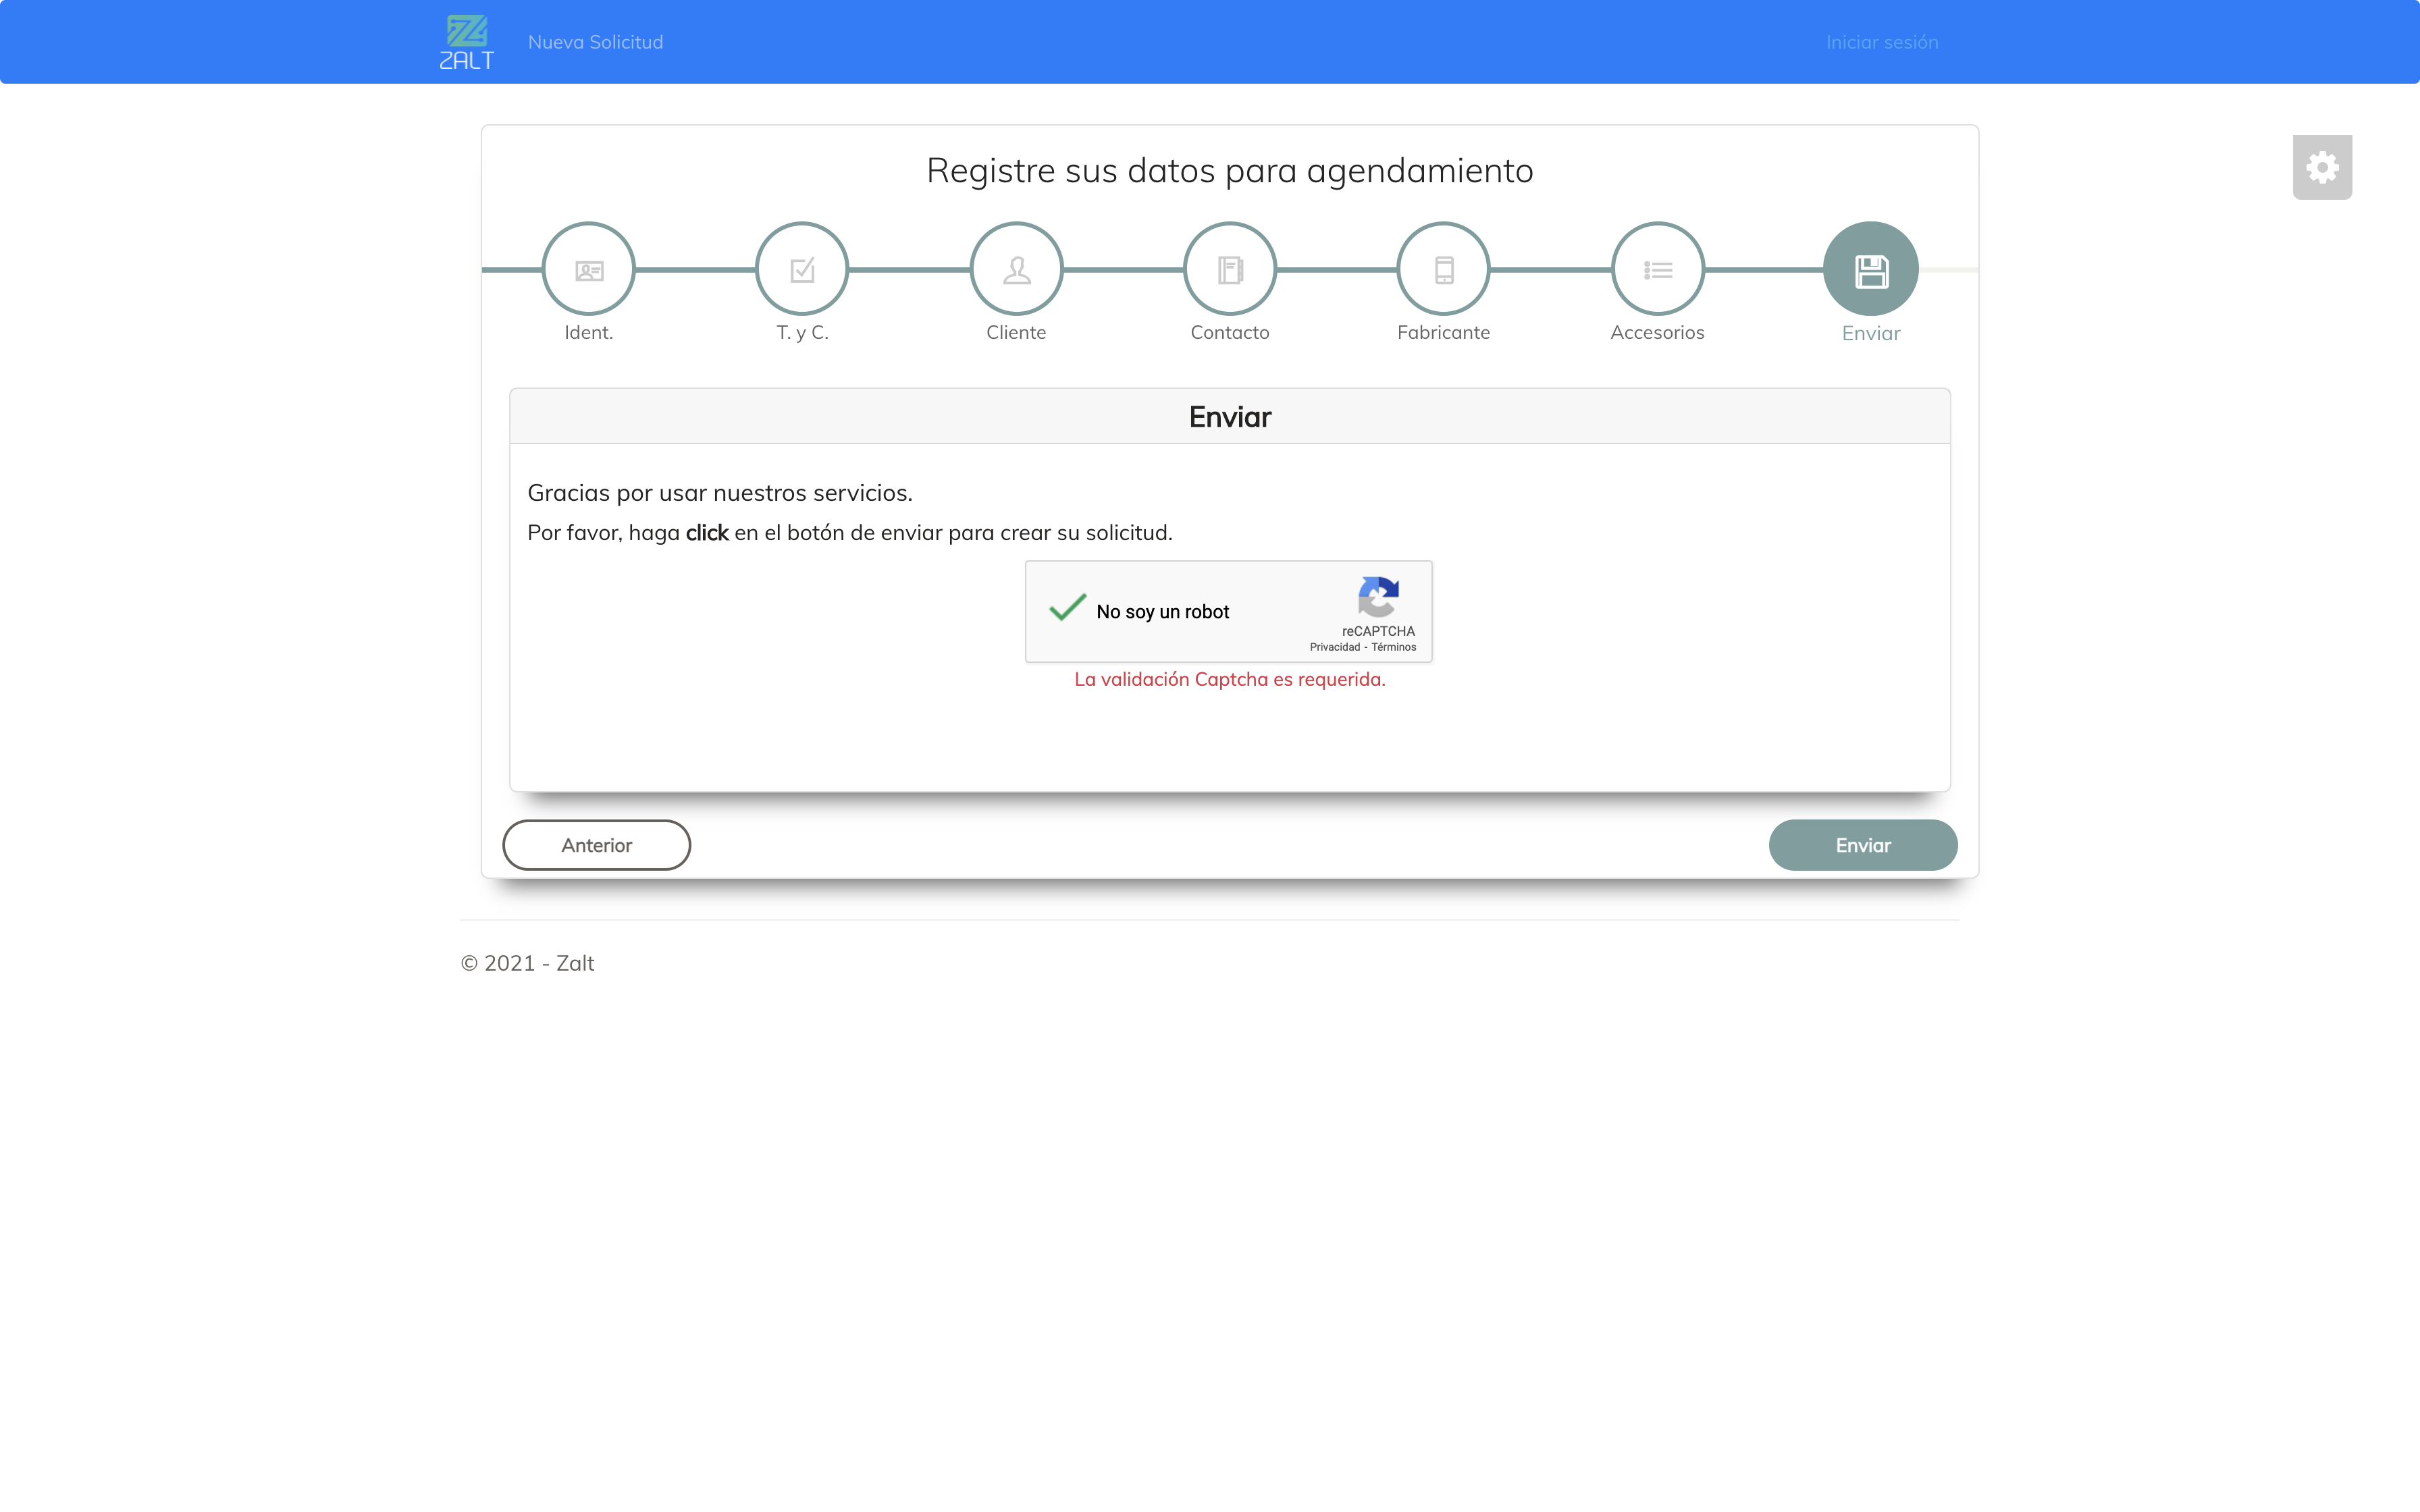 ZALT
Nueva Solicitud
Iniciar sesión
Registre sus datos para agendamiento
Ident.
T. y C.
Cliente
Contacto
Fabricante
Accesorios
Enviar
Enviar
Gracias por usar nuestros servicios.
Por favor, haga click en el botón de enviar para crear su solicitud.
No soy un robot
reCAPTCHA
Privacidad - Términos
La validación Captcha es requerida.
Anterior
Enviar
© 2021 - Zalt